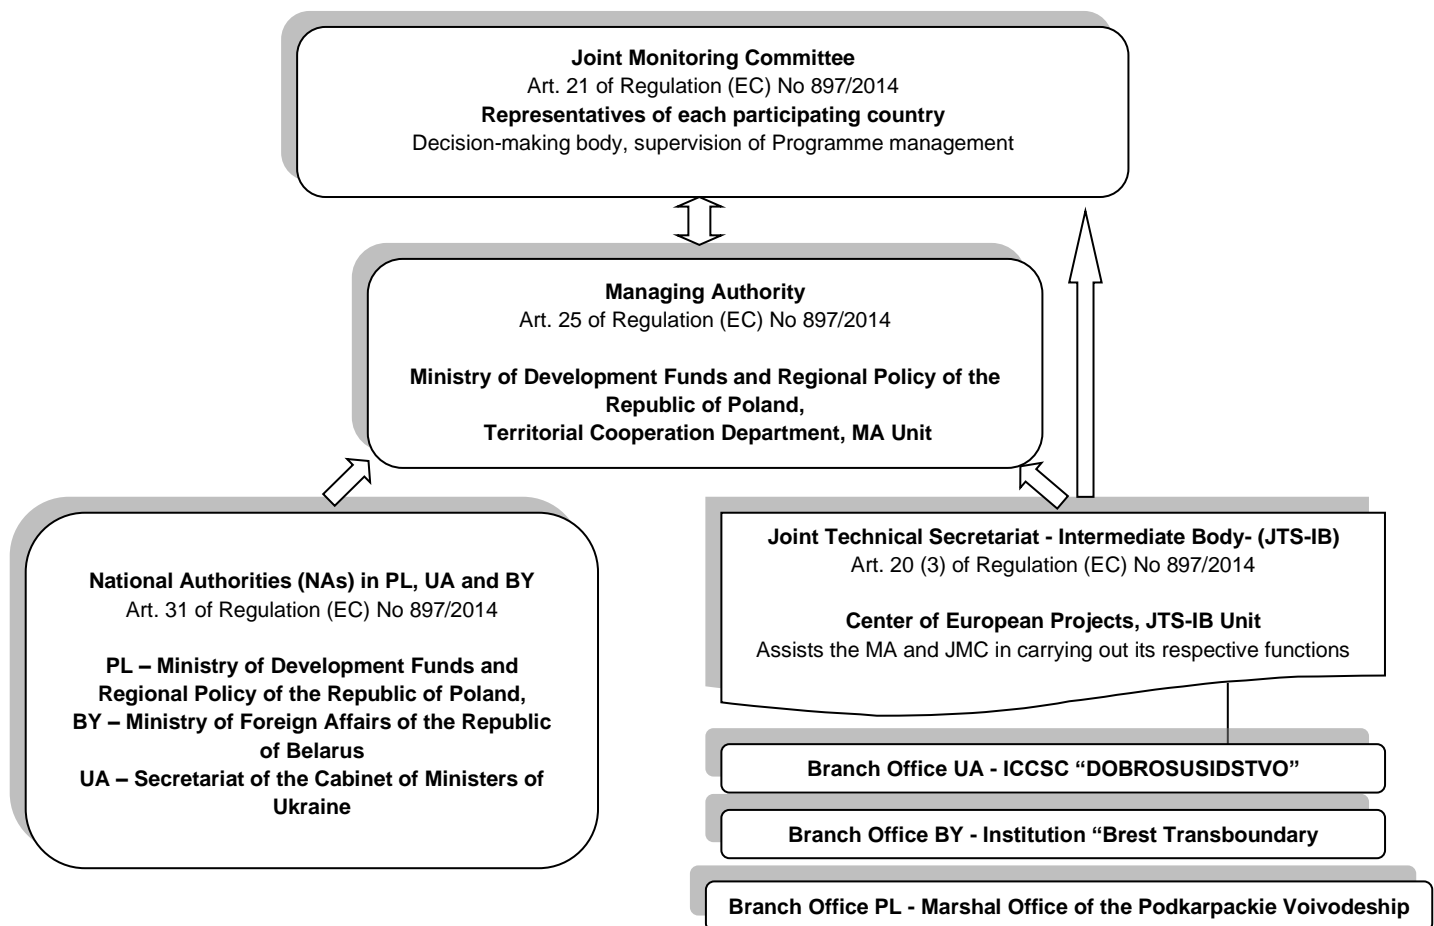 Joint Monitoring Committee
Art. 21 of Regulation (EC) No 897/2014
Representatives of each participating country
Decision-making body, supervision of Programme management
Managing Authority
Art. 25 of Regulation (EC) No 897/2014
Ministry of Development Funds and Regional Policy of the
Republic of Poland,
Territorial Cooperation Department, MA Unit
National Authorities (NAs) in PL, UA and BY
Art. 31 of Regulation (EC) No 897/2014
PL – Ministry of Development Funds and
Regional Policy of the Republic of Poland,
BY – Ministry of Foreign Affairs of the Republic
of Belarus
UA – Secretariat of the Cabinet of Ministers of
Ukraine
Joint Technical Secretariat - Intermediate Body- (JTS-IB)
Art. 20 (3) of Regulation (EC) No 897/2014
Center of European Projects, JTS-IB Unit
Assists the MA and JMC in carrying out its respective functions
Branch Office UA - ICCSC “DOBROSUSIDSTVO”
Branch Office BY - Institution “Brest Transboundary
Branch Office PL - Marshal Office of the Podkarpackie Voivodeship